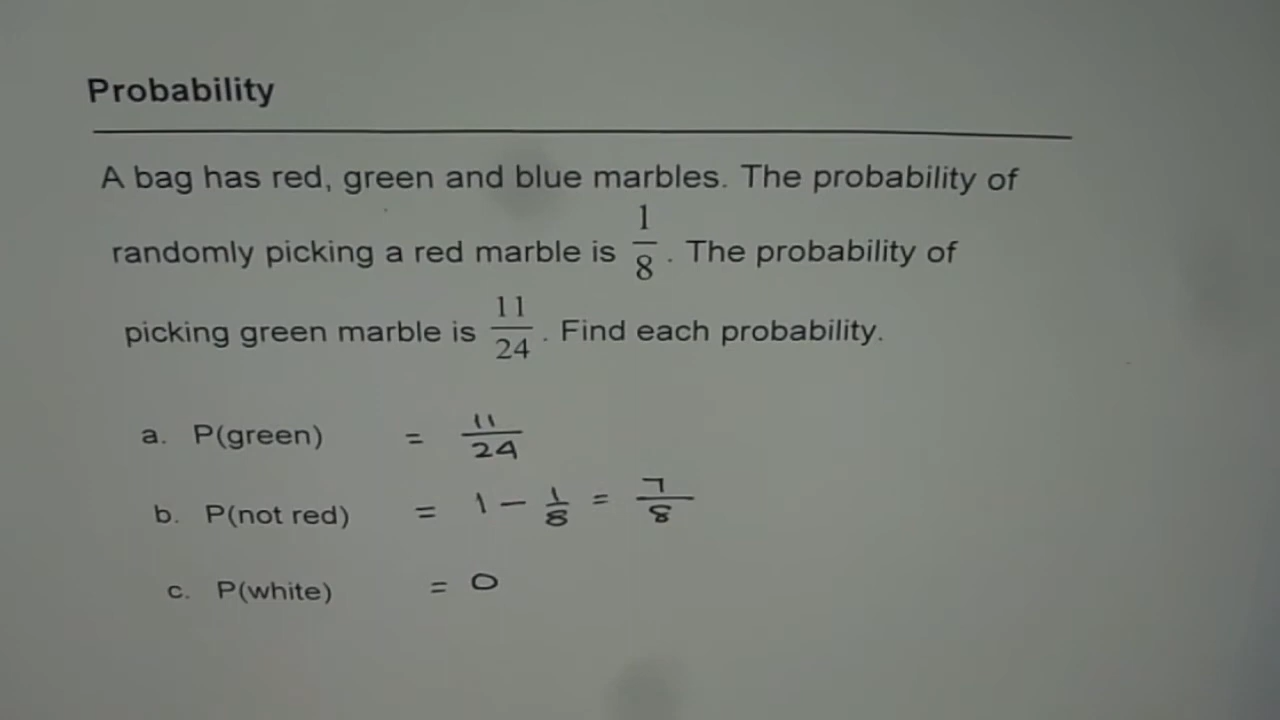 Probability
A bag has red, green and blue marbles. The probability of
randomly picking a red marble is 1/8. The probability of
picking green marble is 11/24. Find each probability.
a. P(green) = 11/24
b. P(not red) = 1 - 1/8 = 7/8
c. P(white) = 0